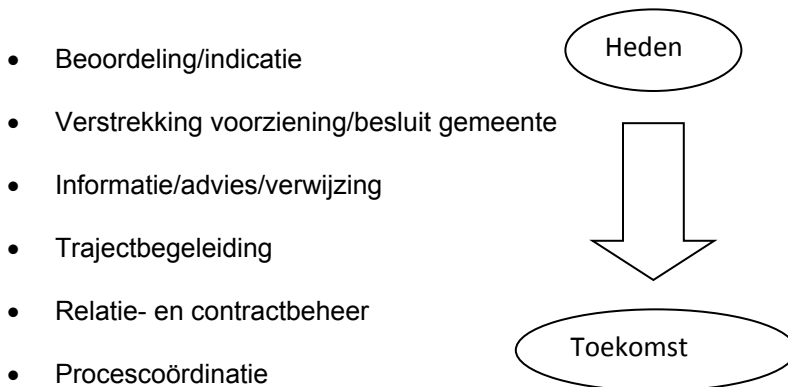 Heden
• Beoordeling/indicatie
• Verstrekking voorziening/besluit gemeente
• Informatie/advies/verwijzing
• Trajectbegeleiding
• Relatie- en contractbeheer
Toekomst
• Procescoördinatie